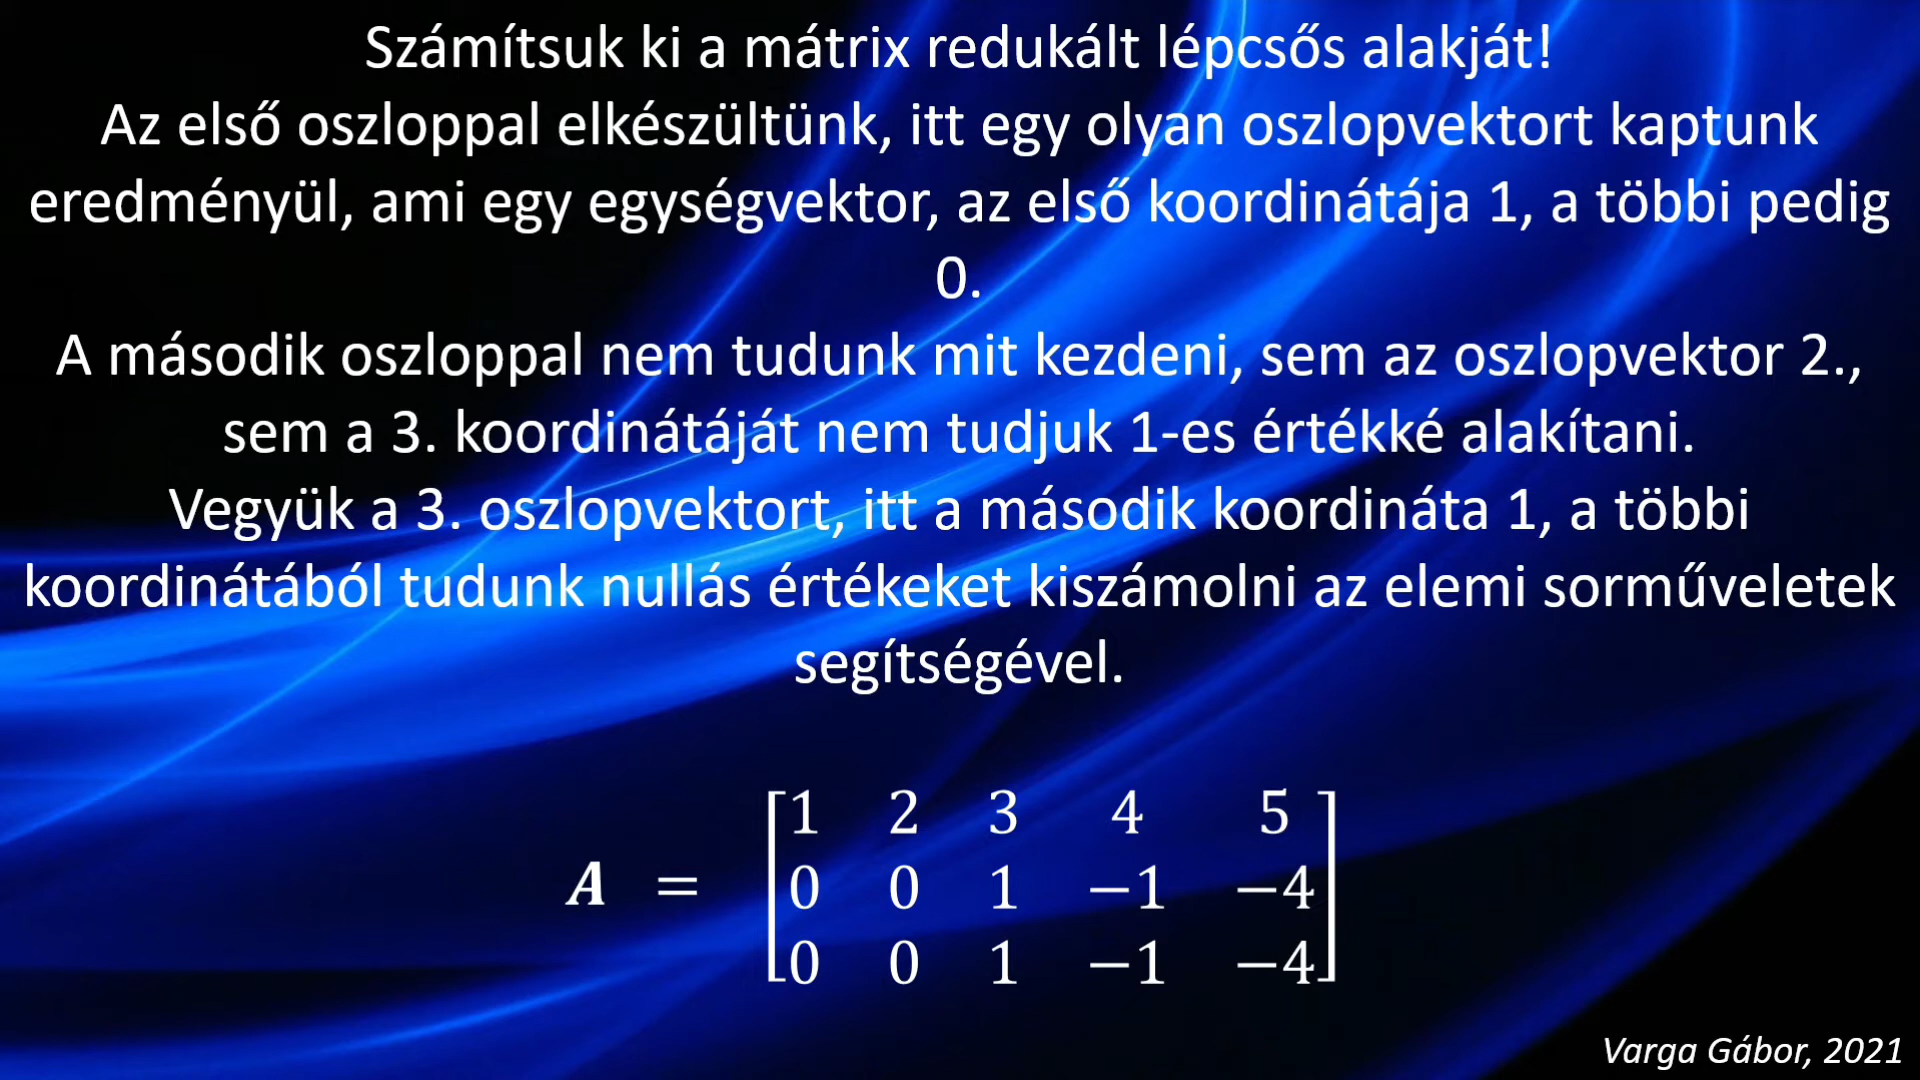 Számítsuk ki a mátrix redukált lépcsős alakját!
Az első oszloppal elkészültünk, itt egy olyan oszlopvektort kaptunk
eredményül, ami egy egységvektor, az első koordinátája 1, a többi pedig
0.
A második oszloppal nem tudunk mit kezdeni, sem az oszlopvektor 2.,
sem a 3. koordinátáját nem tudjuk 1-es értékké alakítani.
Vegyük a 3. oszlopvektort, itt a második koordináta 1, a többi
koordinátából tudunk nullás értékeket kiszámolni az elemi sorműveletek
segítségével.
1 2 3 4 5
A = 0 0 1 −1 −4
0 0 1 −1 −4
Varga Gábor, 2021